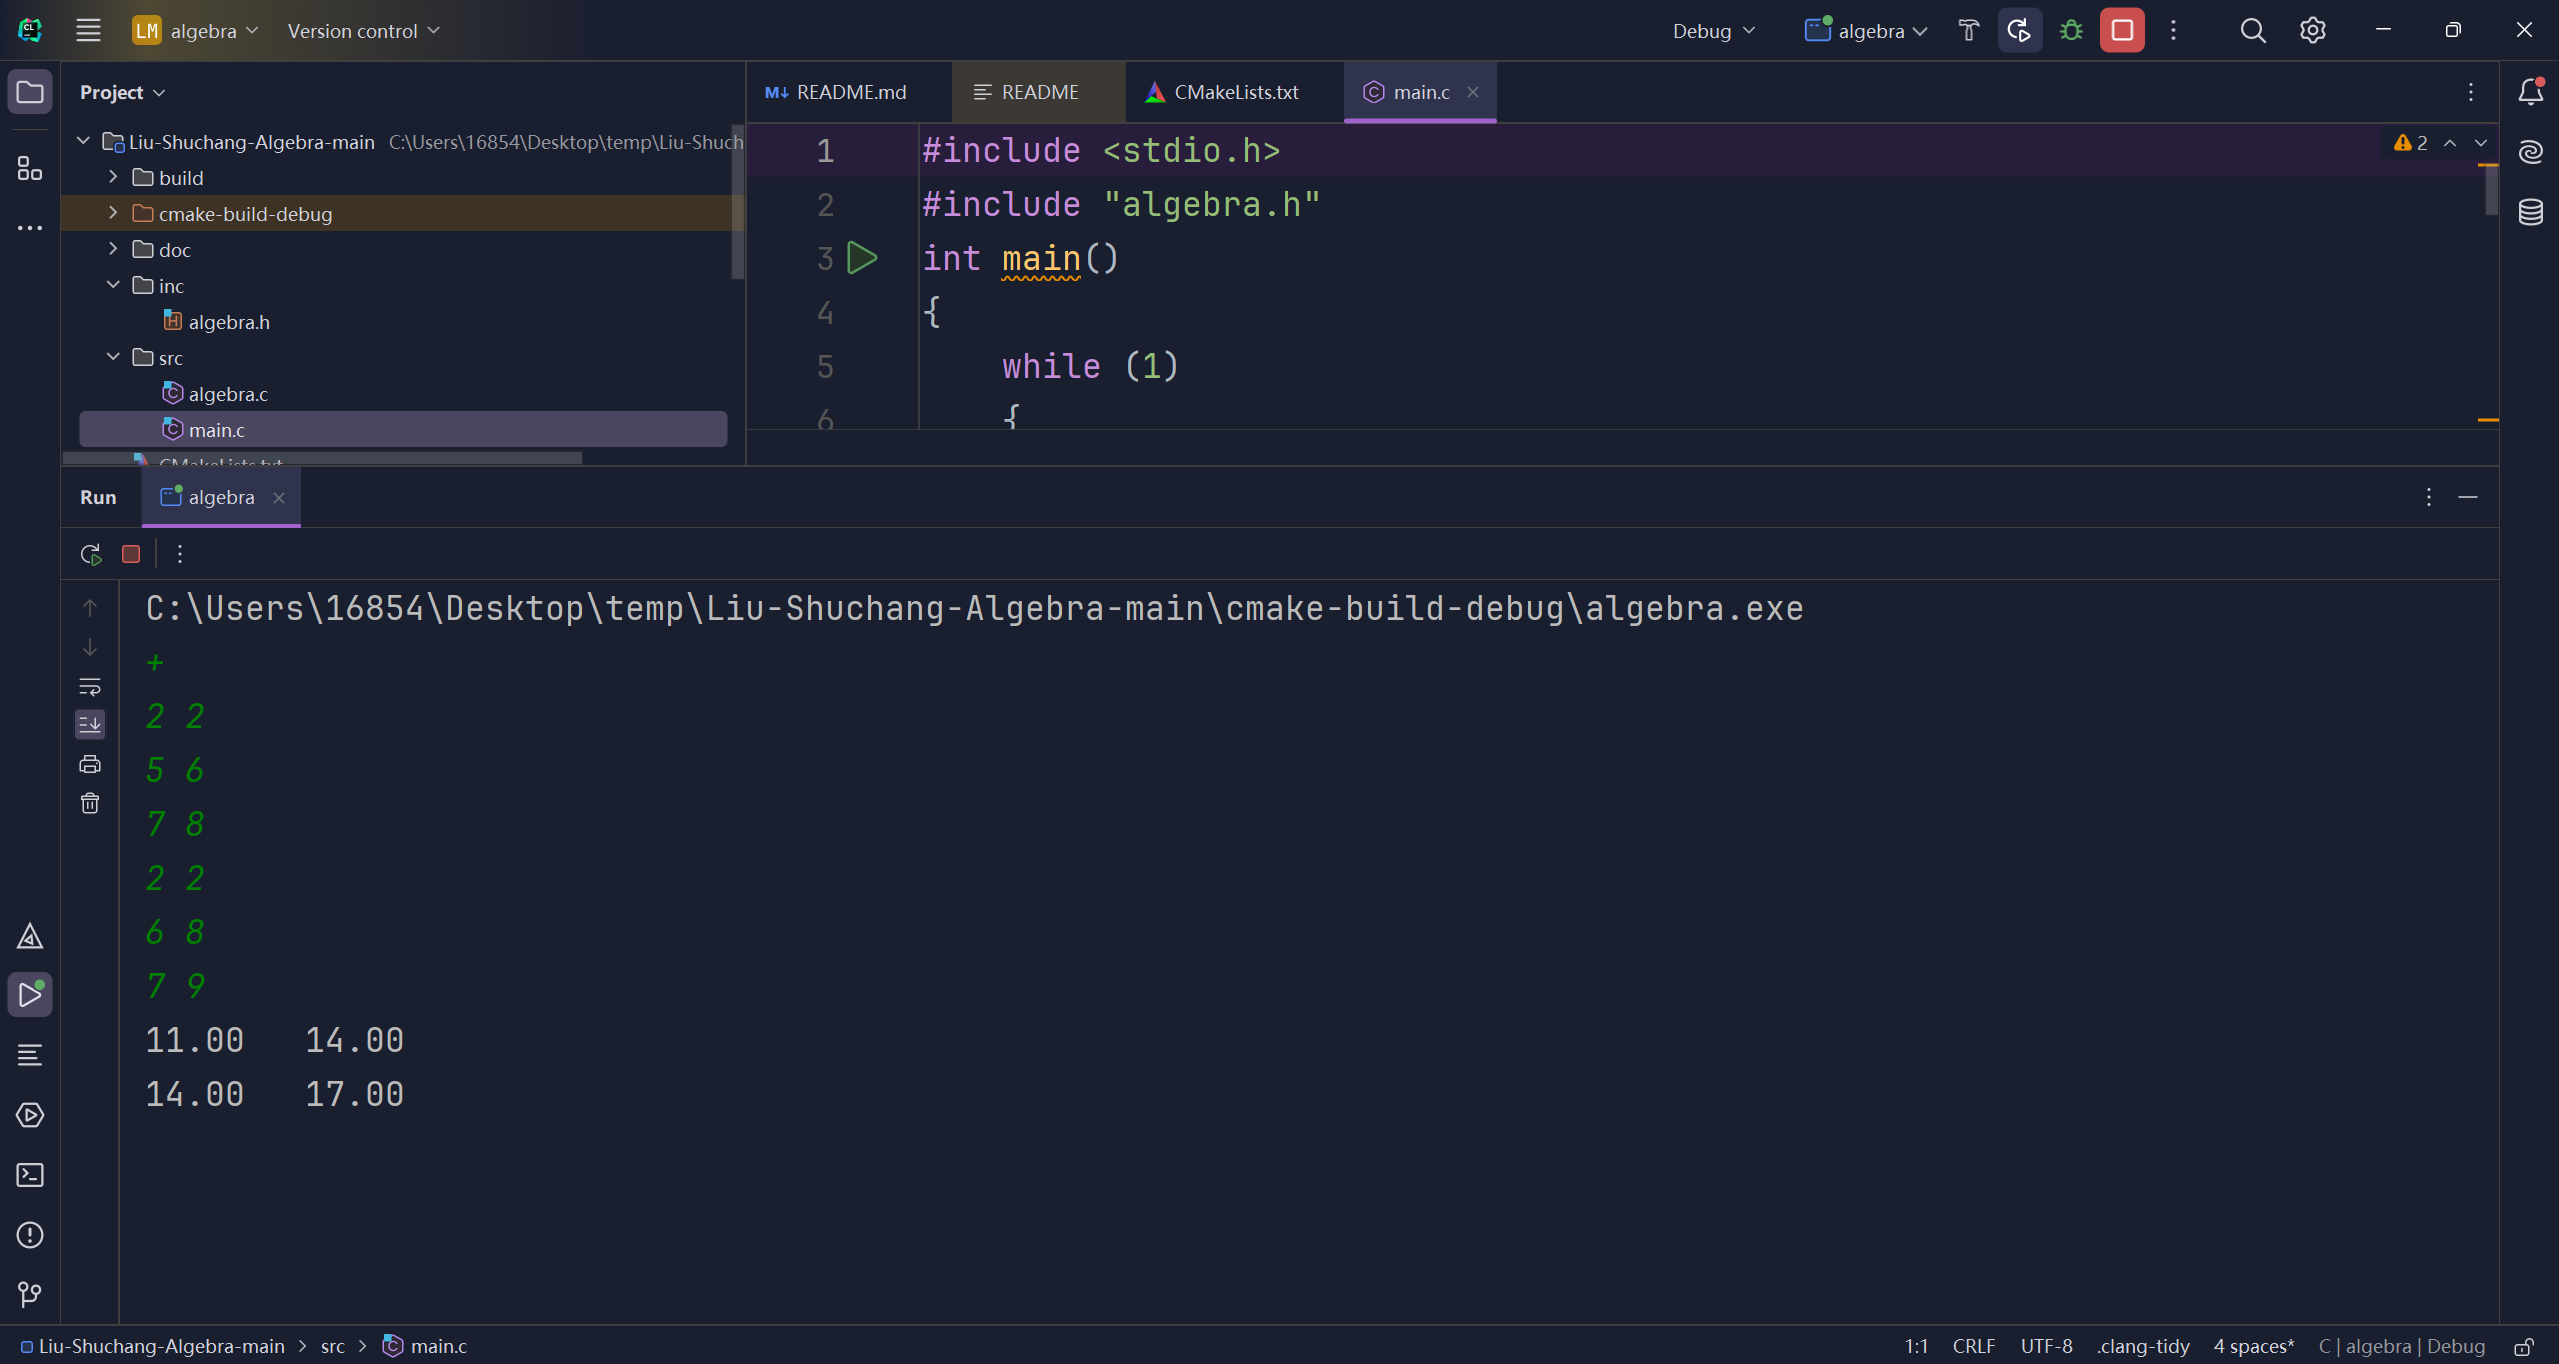 LM algebra Version control Debug algebra
Project
README.md README CMakeLists.txt main.c
Liu-Shuchang-Algebra-main C:\Users\16854\Desktop\temp\Liu-Shuch
build
cmake-build-debug
doc
inc
algebra.h
src
algebra.c
main.c
CMakeLists.txt
1 #include <stdio.h>
2 #include "algebra.h"
3 int main()
4 {
5 while (1)
6 {
2
Run algebra
C:\Users\16854\Desktop\temp\Liu-Shuchang-Algebra-main\cmake-build-debug\algebra.exe
+
2 2
5 6
7 8
2 2
6 8
7 9
11.00 14.00
14.00 17.00
Liu-Shuchang-Algebra-main > src > main.c 1:1 CRLF UTF-8 .clang-tidy 4 spaces* C | algebra | Debug